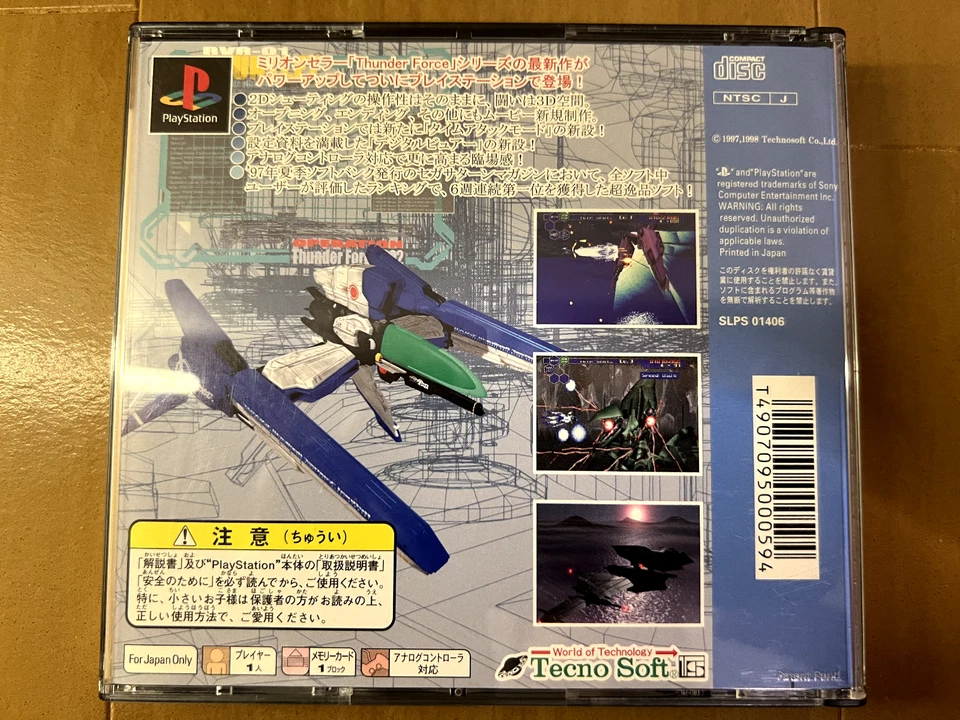 RVR-01
ミリオンセラー「Thunder Force」シリーズの最新作が
パワーアップしてついにプレイステーションで登場!
PlayStation
2Dシューティングの操作性はそのままに、闘いは3D空間。
オープニング、エンディング、その他にもムービー新規制作。
プレイステーションでは新たに「タイムアタックモード」の新設!
設定資料を満載した「デジタルピュアー」の新設!
アナログコントローラ対応で更に高まる臨場感!
'97年夏季ソフトバンク発行のセガサターンマガジンにおいて、全ソフト中
ユーザーが評価したランキングで、6週連続第一位を獲得した超逸品ソフト!
OPERATION
COMPACT
disc
NTSC J
© 1997,1998 Technosoft Co.,Ltd.
and "PlayStation" are
registered trademarks of Sony
Computer Entertainment Inc.
WARNING: All rights
reserved. Unauthorized
duplication is a violation of
applicable laws.
Printed in Japan
このディスクを権利者の許諾なく賃貸
業に使用することを禁止します。また、
ソフトに含まれるプログラム等著作物
を無断で解析することを禁止します。
SLPS 01406
T4907095000594
注意(ちゅうい)
「解説書」及び"PlayStation"本体の「取扱説明書」
「安全のために」を必ず読んでから、ご使用ください。
特に、小さいお子様は保護者の方がお読みの上、
正しい使用方法で、ご愛用ください。
For Japan Only
プレイヤー
1人
メモリーカード
1ブロック
アナログコントローラ
対応
World of Technology
Tecno Soft®